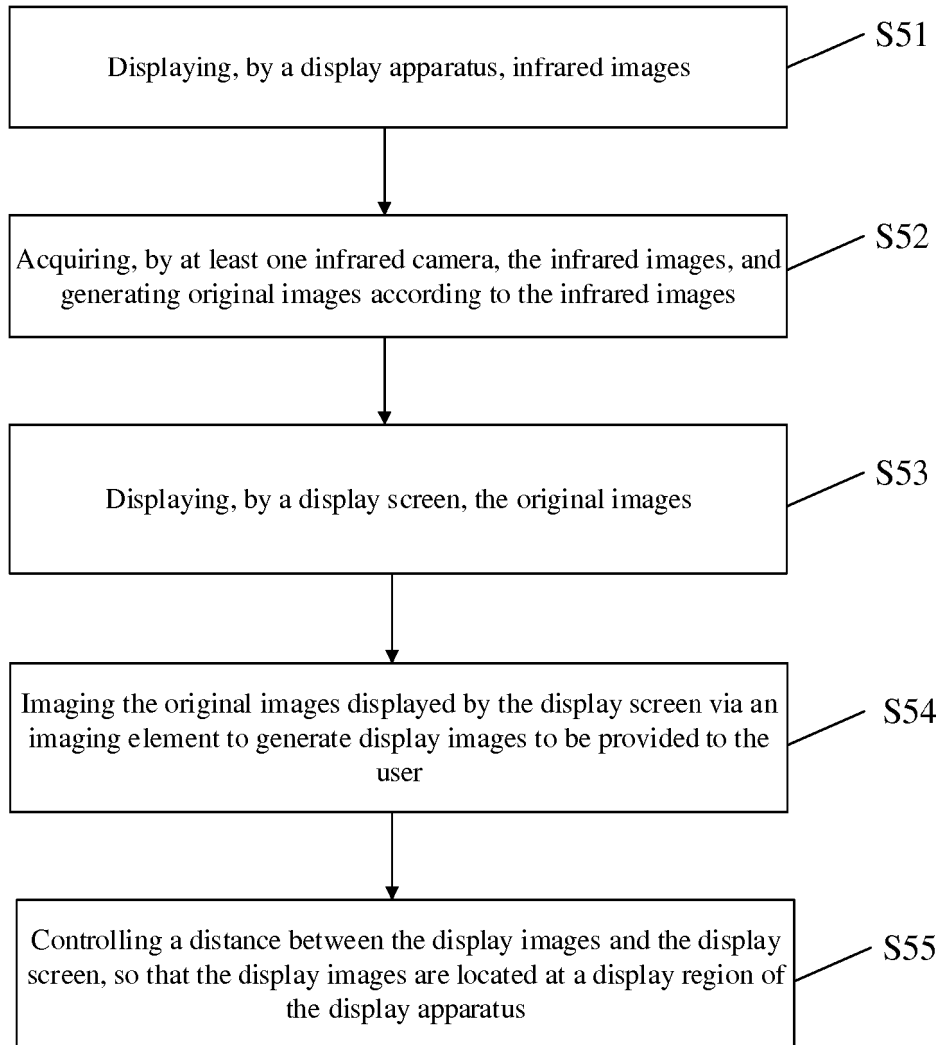 Displaying, by a display apparatus, infrared images
S51
Acquiring, by at least one infrared camera, the infrared images, and
generating original images according to the infrared images
S52
Displaying, by a display screen, the original images
S53
Imaging the original images displayed by the display screen via an
imaging element to generate display images to be provided to the
user
S54
Controlling a distance between the display images and the display
screen, so that the display images are located at a display region of
the display apparatus
S55